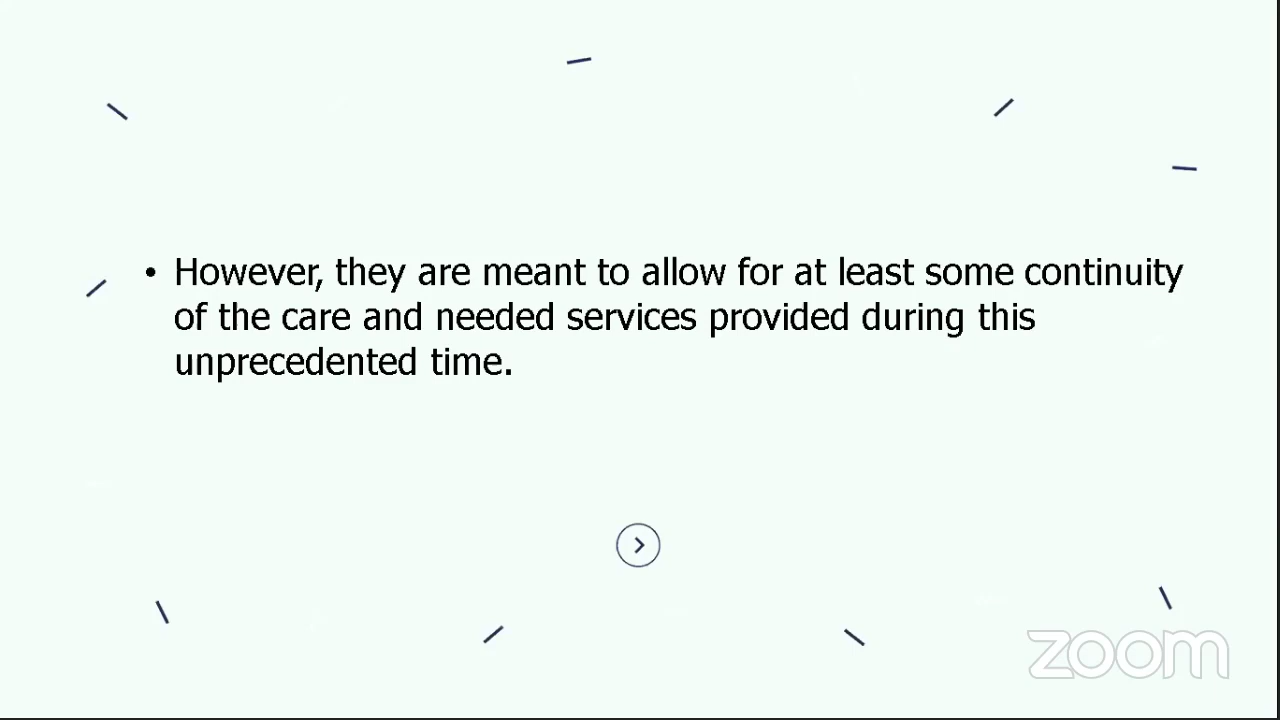 • However, they are meant to allow for at least some continuity
of the care and needed services provided during this
unprecedented time.
zoom